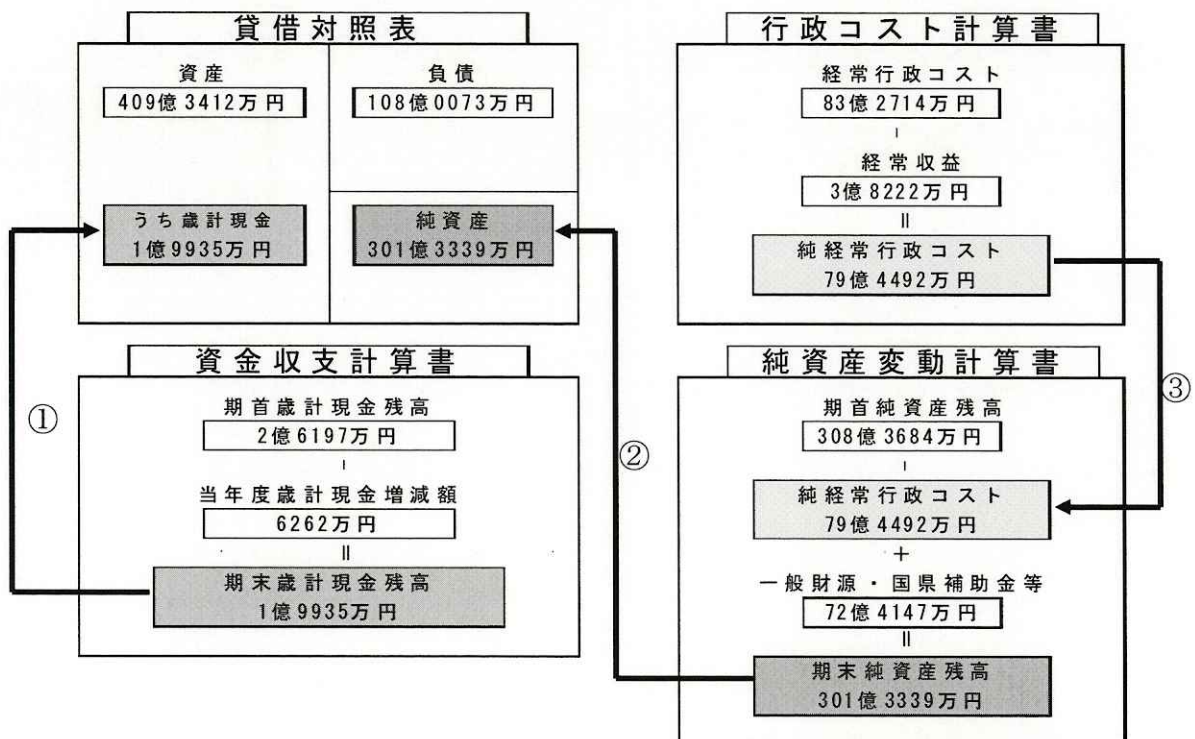 貸借対照表
資産
409億3412万円
負債
108億0073万円
うち歳計現金
1億9935万円
純資産
301億3339万円
行政コスト計算書
経常行政コスト
83億2714万円
-
経常収益
3億8222万円
=
純経常行政コスト
79億4492万円
資金収支計算書
期首歳計現金残高
2億6197万円
-
当年度歳計現金増減額
6262万円
=
期末歳計現金残高
1億9935万円
純資産変動計算書
期首純資産残高
308億3684万円
-
純経常行政コスト
79億4492万円
+
一般財源・国県補助金等
72億4147万円
=
期末純資産残高
301億3339万円
①
②
③